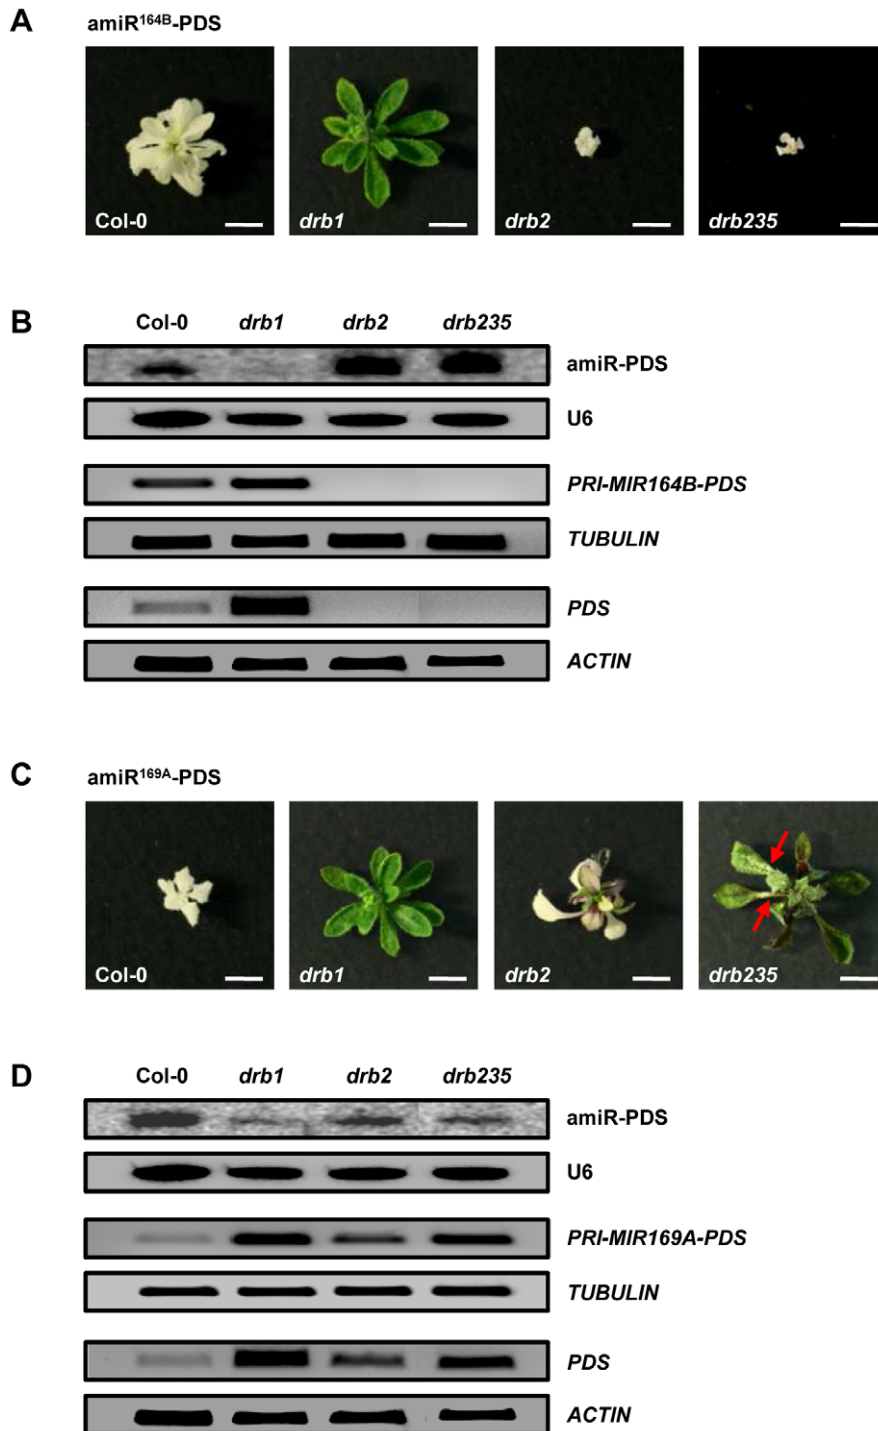 A
amiR164B-PDS
Col-0
drb1
drb2
drb235
B
Col-0 drb1 drb2 drb235
amiR-PDS
U6
PRI-MIR164B-PDS
TUBULIN
PDS
ACTIN
C
amiR169A-PDS
Col-0
drb1
drb2
drb235
D
Col-0 drb1 drb2 drb235
amiR-PDS
U6
PRI-MIR169A-PDS
TUBULIN
PDS
ACTIN